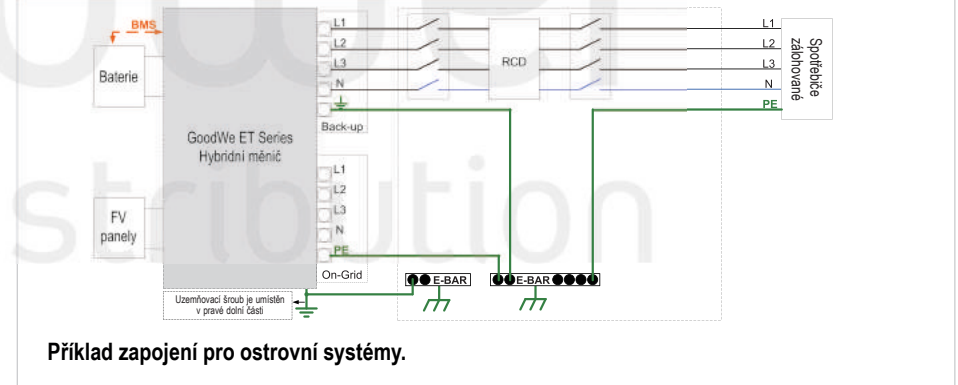 BMS
Baterie
FV
panely
GoodWe ET Series
Hybridní měnič
L1
L2
L3
N
Back-up
L1
L2
L3
N
PE
On-Grid
RCD
L1
L2
L3
N
PE
Spotřebiče
zálohované
E-BAR
E-BAR
Uzemňovací šroub je umístěn
v pravé dolní části
Příklad zapojení pro ostrovní systémy.
stribution